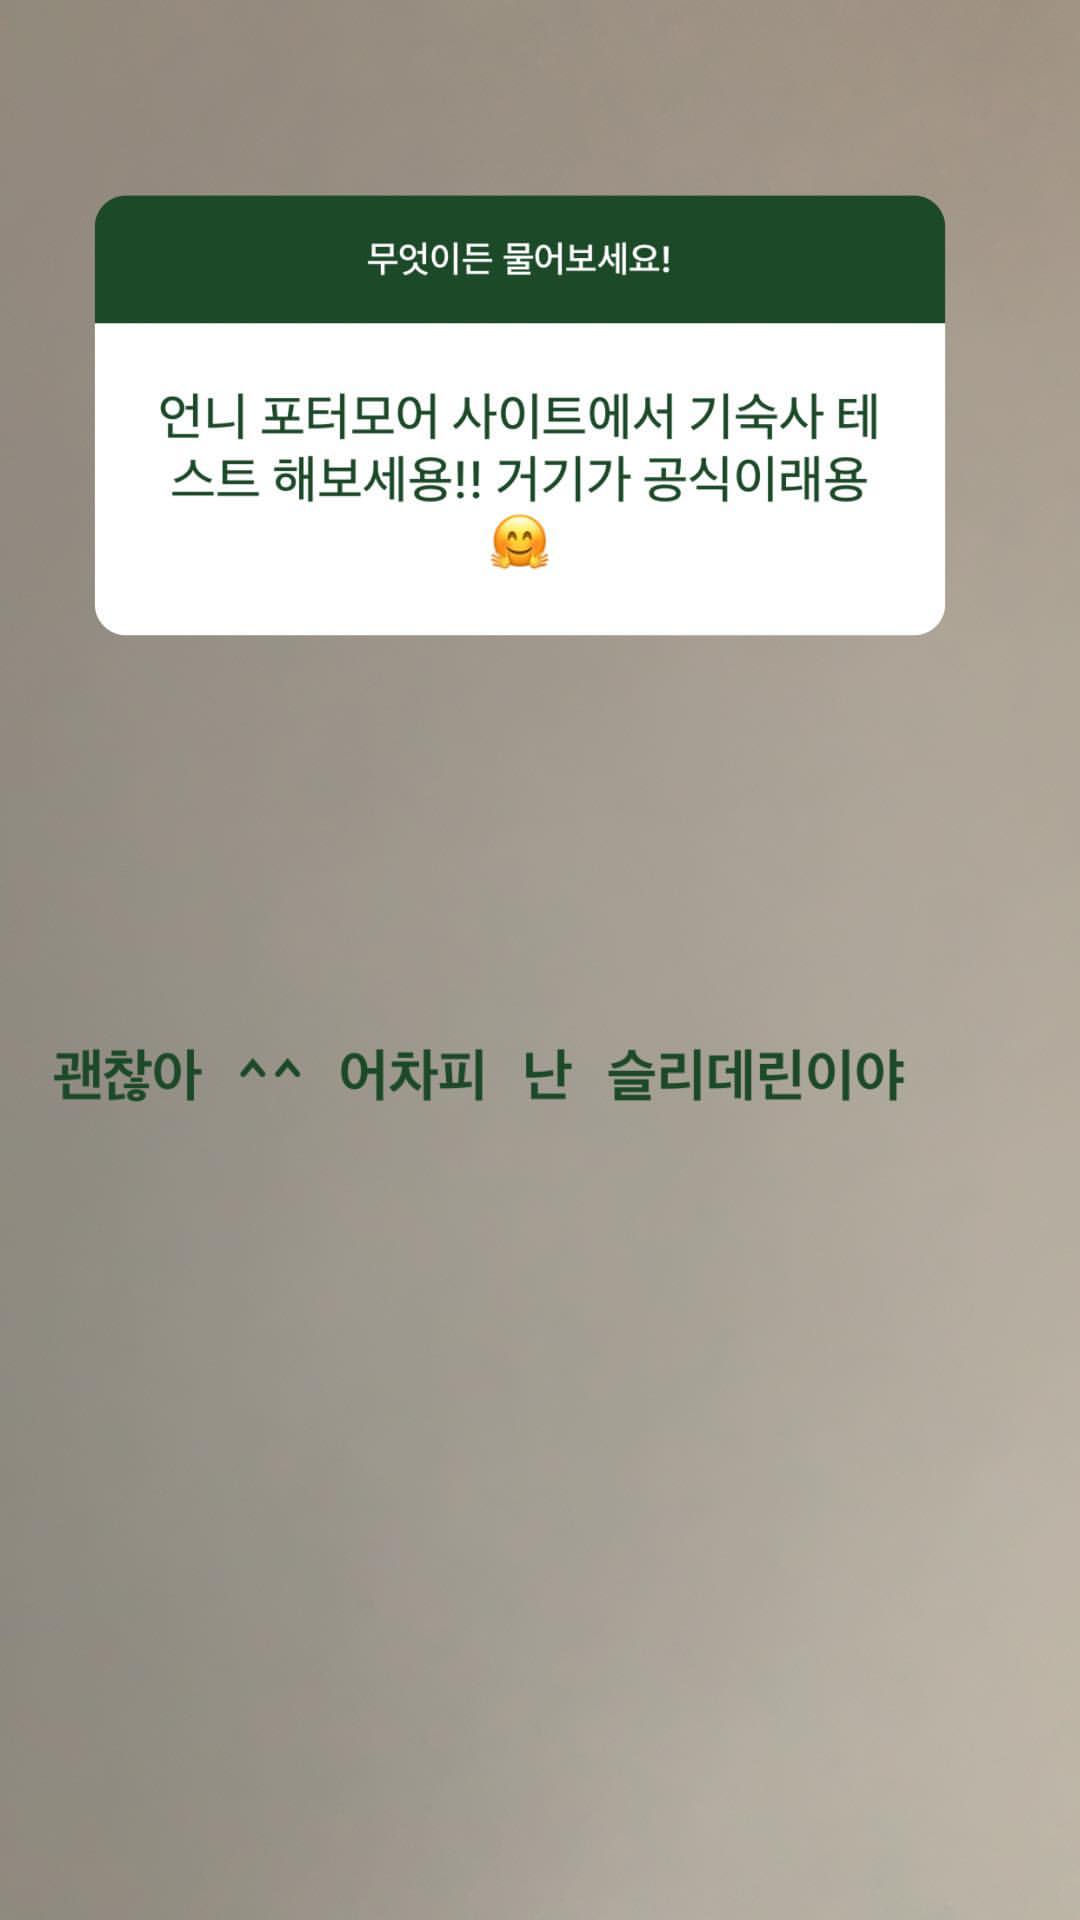 무엇이든 물어보세요!
언니 포터모어 사이트에서 기숙사 테
스트 해보세용!! 거기가 공식이래용
🤗
괜찮아 ^^ 어차피 난 슬리데린이야